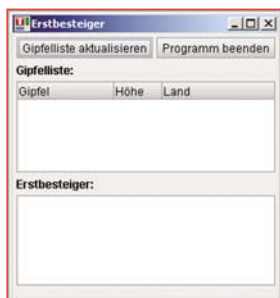 Erstbesteiger
Gipfelliste aktualisieren Programm beenden
Gipfelliste:
Gipfel Höhe Land
Erstbesteiger: